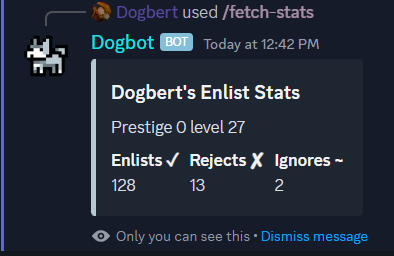 Dogbert used /fetch-stats
Dogbot BOT Today at 12:42 PM
Dogbert's Enlist Stats
Prestige 0 level 27
Enlists ✓ Rejects ✗ Ignores ~
128 13 2
Only you can see this • Dismiss message